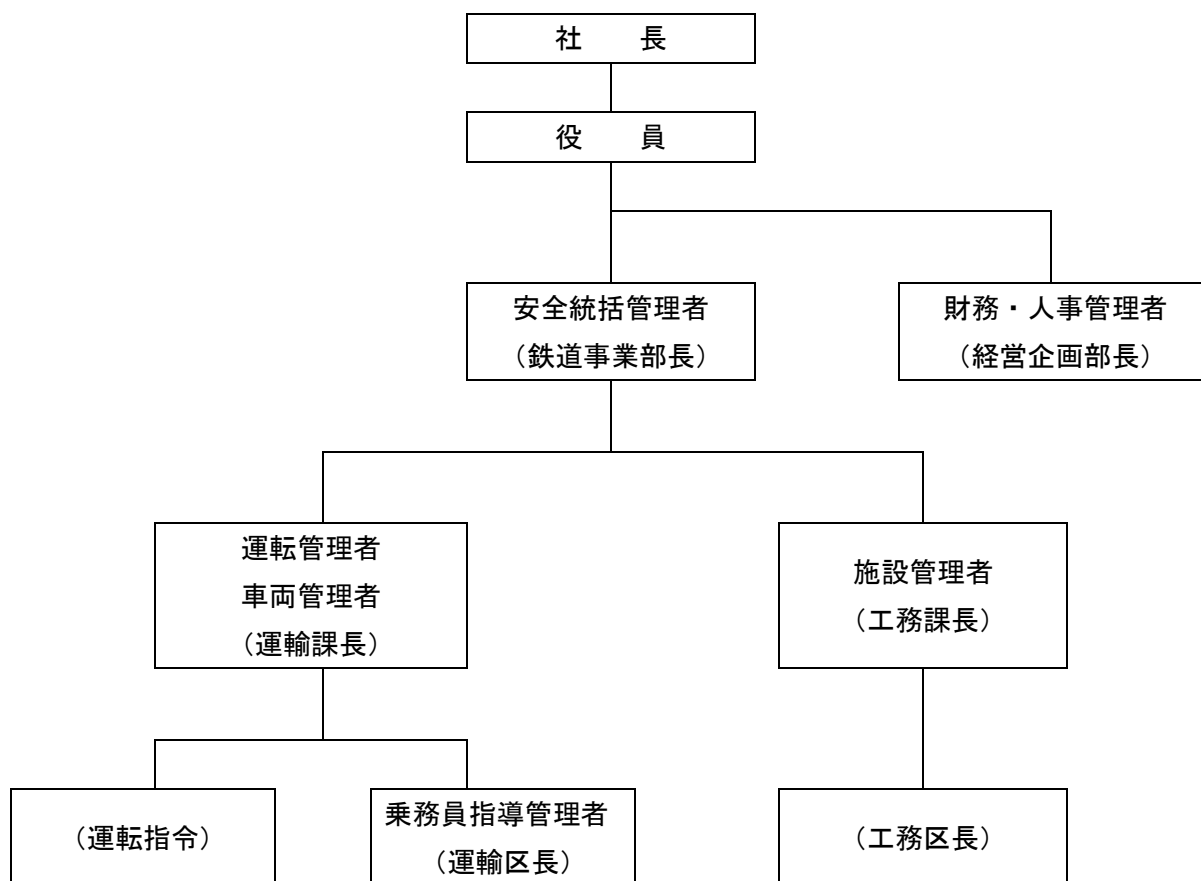 社　　長
役　　員
安全統括管理者
（鉄道事業部長）
財務・人事管理者
（経営企画部長）
運転管理者
車両管理者
（運輸課長）
施設管理者
（工務課長）
（運転指令）
乗務員指導管理者
（運輸区長）
（工務区長）